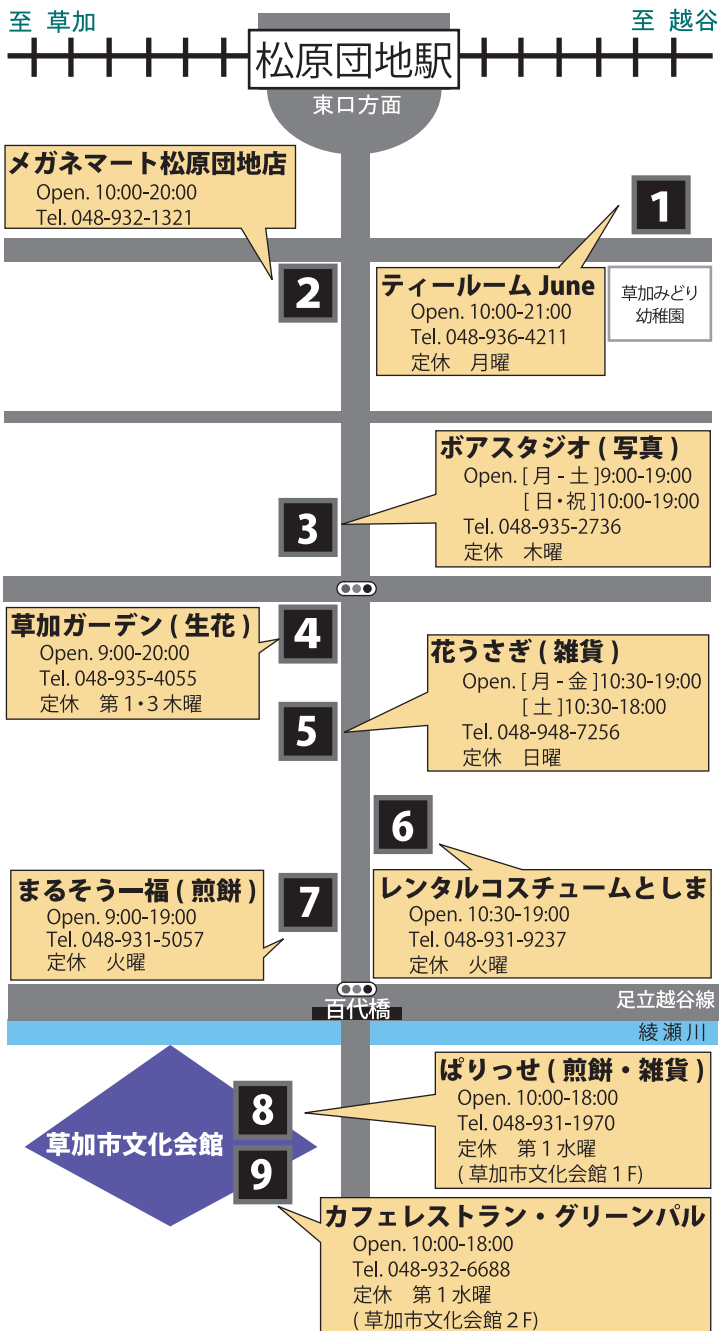 至 草加
至 越谷
松原団地駅
東口方面
メガネマート松原団地店
Open. 10:00-20:00
Tel. 048-932-1321
1
2
ティールーム June
Open. 10:00-21:00
Tel. 048-936-4211
定休 月曜
草加みどり
幼稚園
ボアスタジオ ( 写真 )
Open. [ 月 - 土 ]9:00-19:00
[ 日・祝 ]10:00-19:00
Tel. 048-935-2736
定休 木曜
3
草加ガーデン ( 生花 )
Open. 9:00-20:00
Tel. 048-935-4055
定休 第 1・3 木曜
4
花うさぎ ( 雑貨 )
Open. [ 月 - 金 ]10:30-19:00
[ 土 ]10:30-18:00
Tel. 048-948-7256
定休 日曜
5
6
まるそう一福 ( 煎餅 )
Open. 9:00-19:00
Tel. 048-931-5057
定休 火曜
7
レンタルコスチュームとしま
Open. 10:30-19:00
Tel. 048-931-9237
定休 火曜
百代橋
足立越谷線
綾瀬川
草加市文化会館
8
9
ぱりっせ ( 煎餅・雑貨 )
Open. 10:00-18:00
Tel. 048-931-1970
定休 第 1 水曜
( 草加市文化会館 1 F)
カフェレストラン・グリーンパル
Open. 10:00-18:00
Tel. 048-932-6688
定休 第 1 水曜
( 草加市文化会館 2 F)